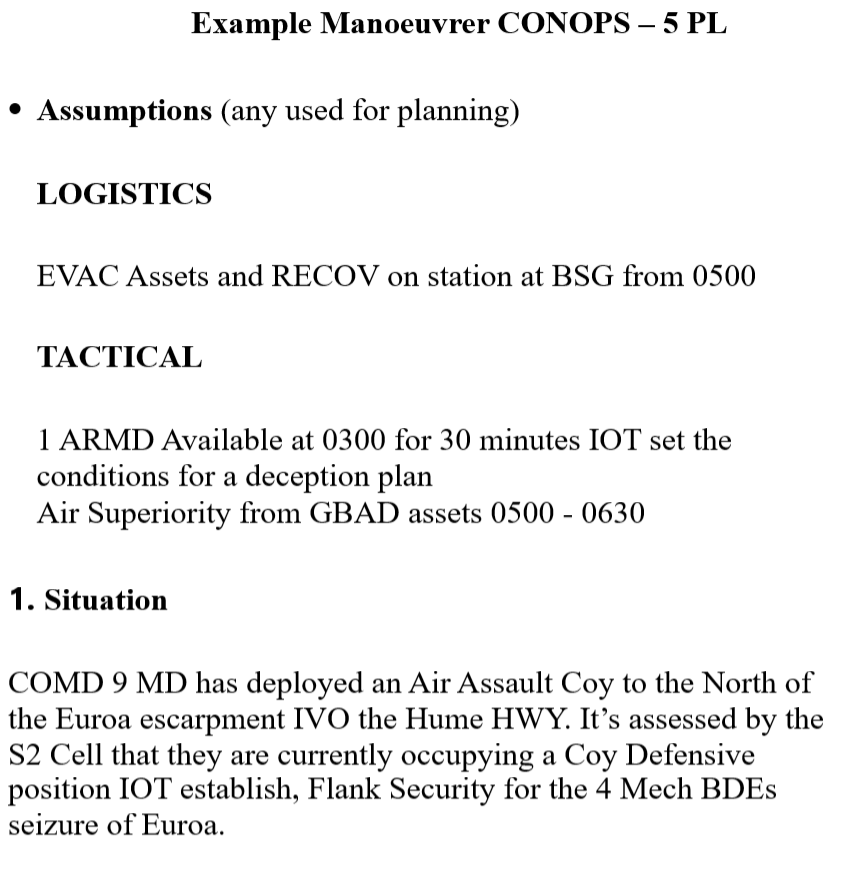 Example Manoeuvrer CONOPS – 5 PL
• Assumptions (any used for planning)
LOGISTICS
EVAC Assets and RECOV on station at BSG from 0500
TACTICAL
1 ARMD Available at 0300 for 30 minutes IOT set the
conditions for a deception plan
Air Superiority from GBAD assets 0500 - 0630
1. Situation
COMD 9 MD has deployed an Air Assault Coy to the North of
the Euroa escarpment IVO the Hume HWY. It’s assessed by the
S2 Cell that they are currently occupying a Coy Defensive
position IOT establish, Flank Security for the 4 Mech BDEs
seizure of Euroa.